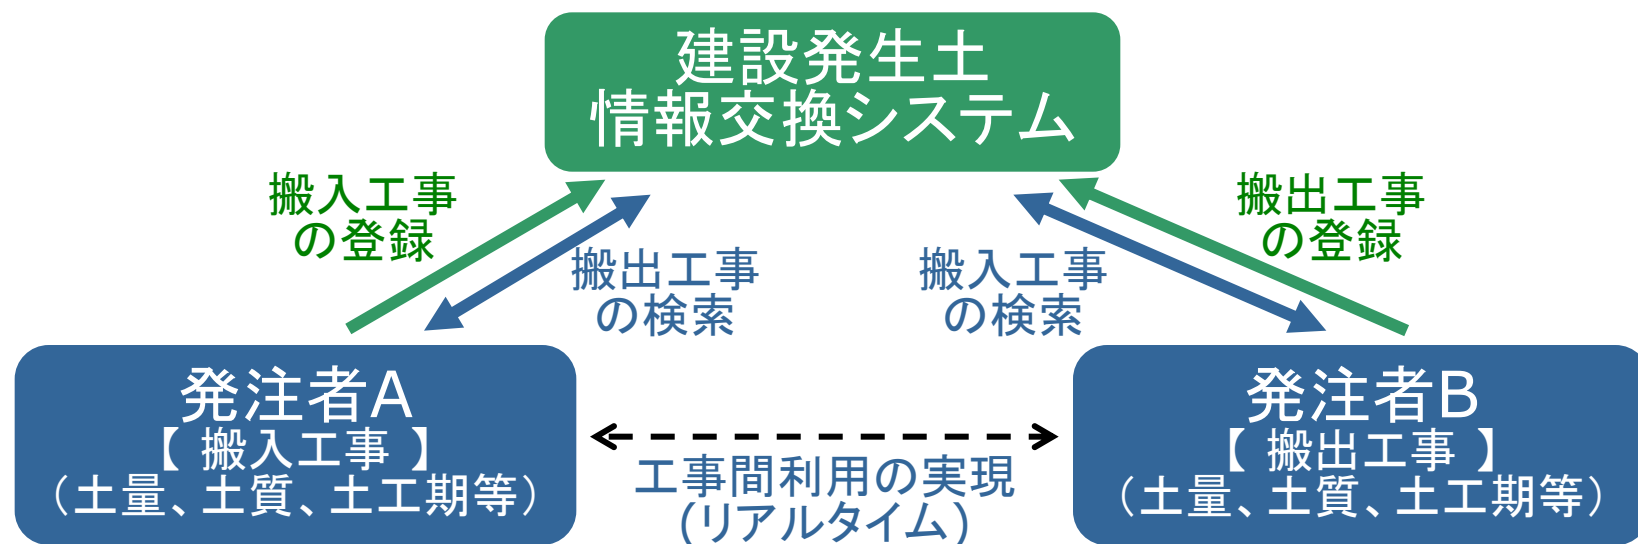 建設発生土
情報交換システム
搬入工事
の登録
搬出工事
の検索
搬入工事
の検索
搬出工事
の登録
発注者A
【 搬入工事 】
（土量、土質、土工期等）
工事間利用の実現
(リアルタイム)
発注者B
【 搬出工事 】
（土量、土質、土工期等）